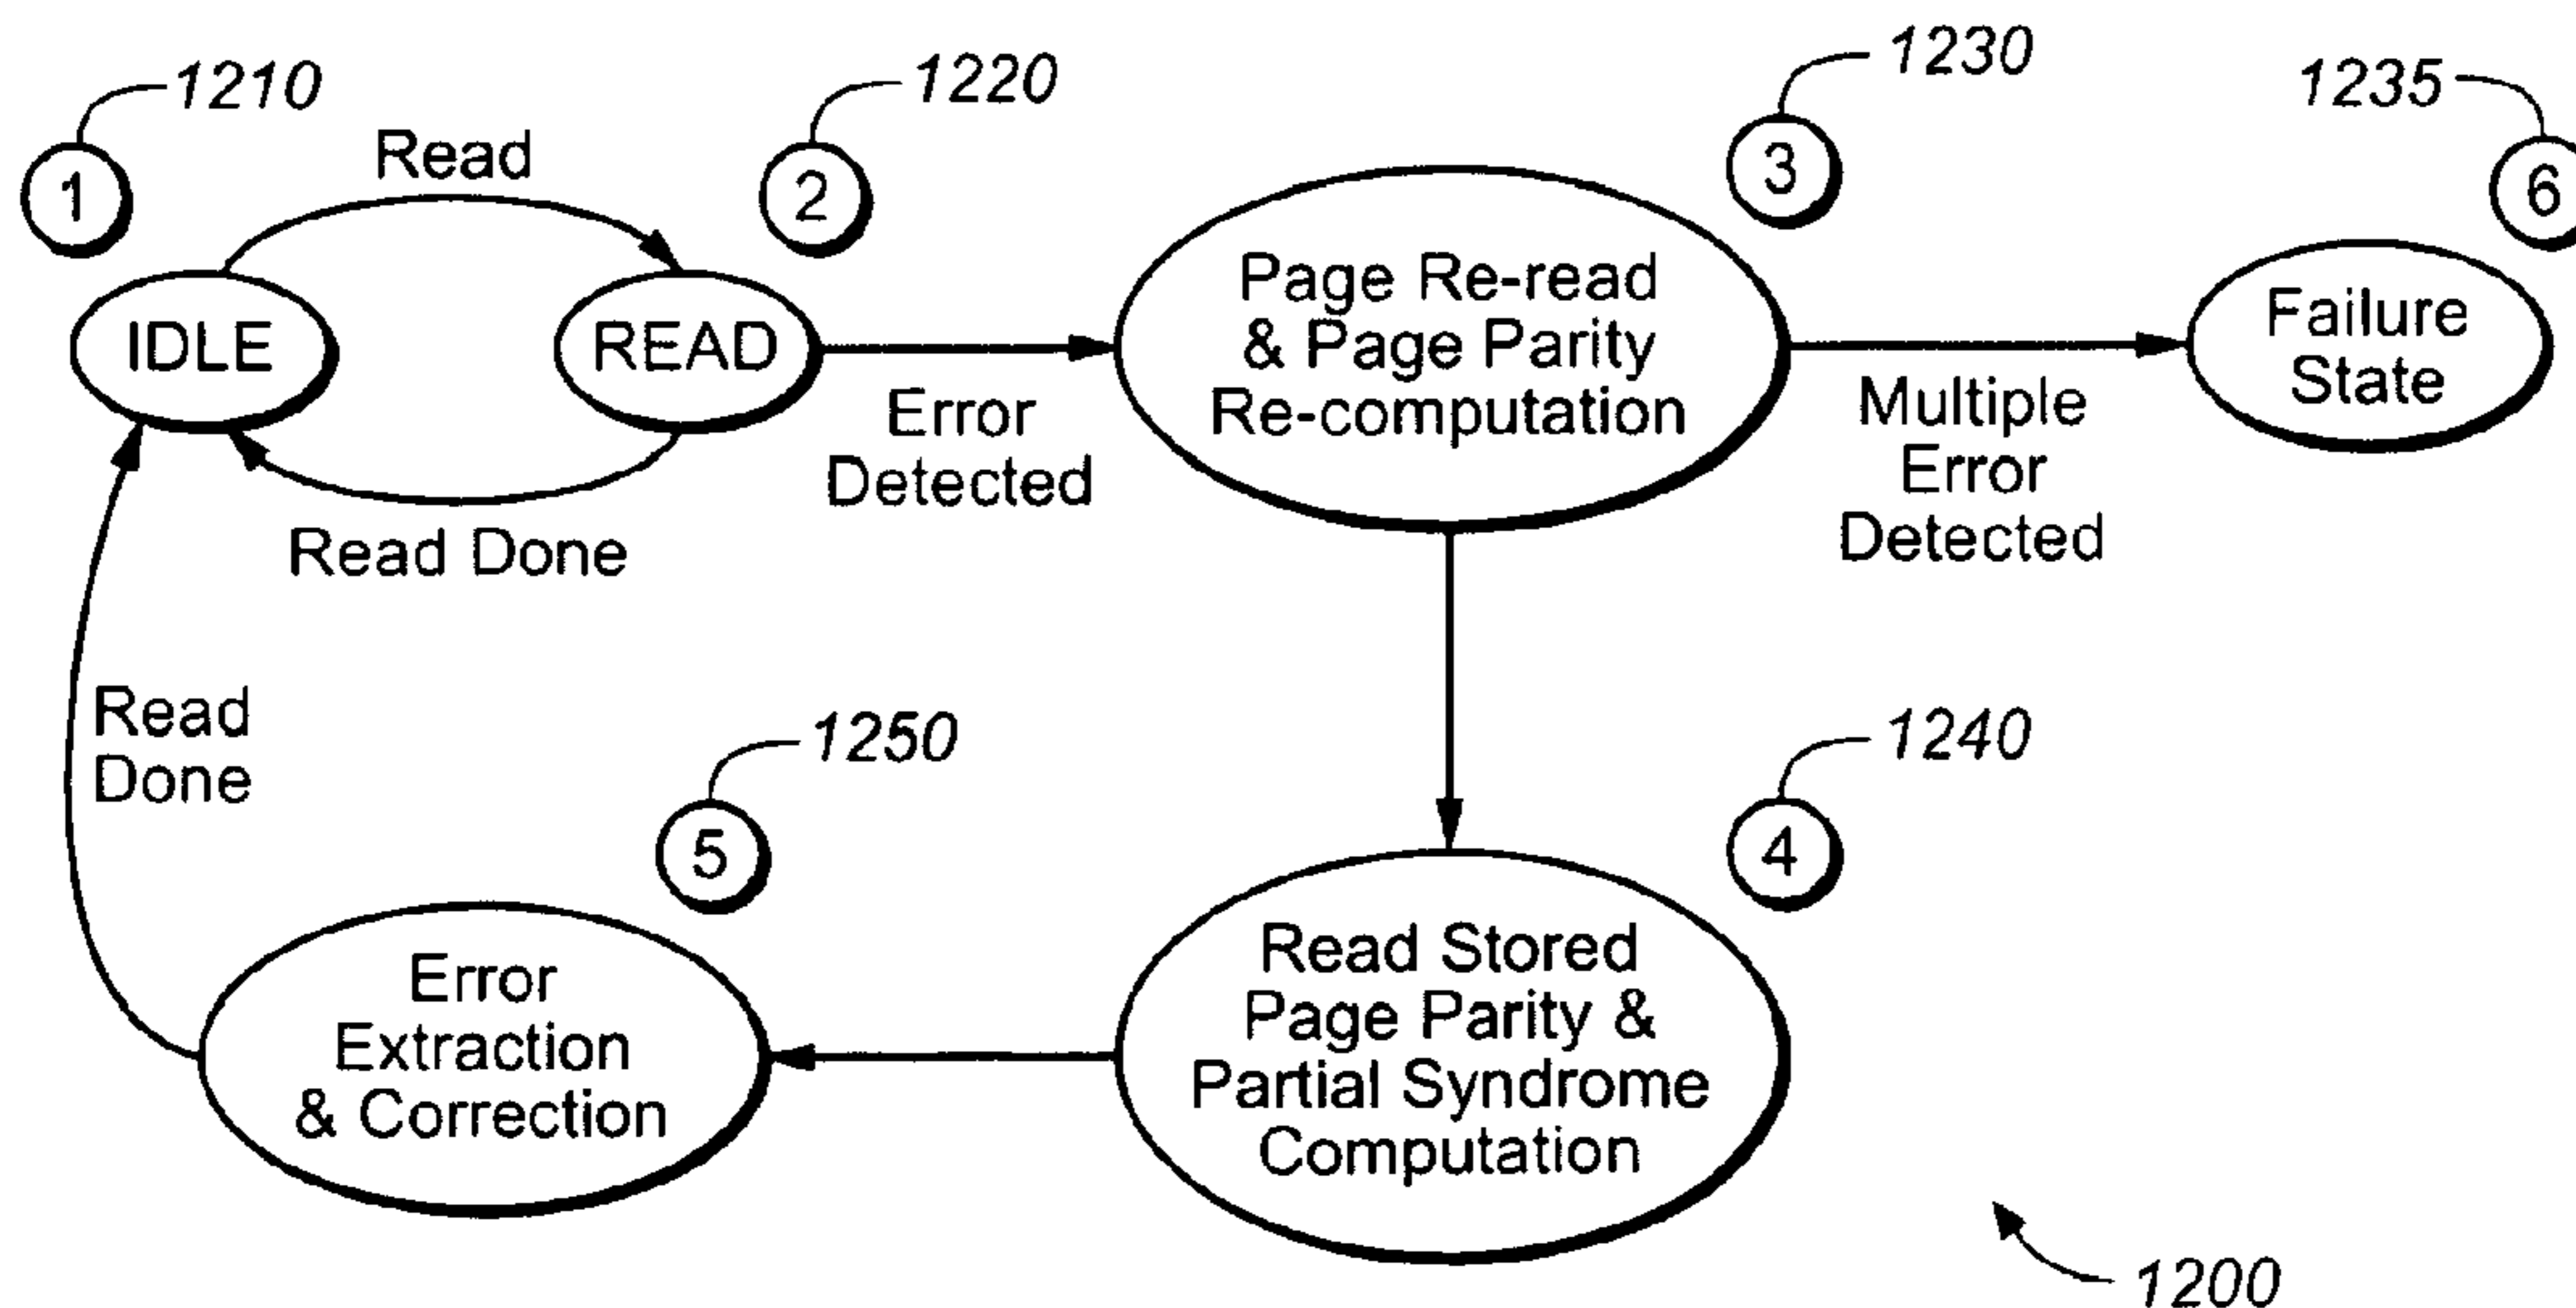 1210
1220
1230
1235
1
Read
2
3
6
IDLE
READ
Page Re-read
& Page Parity
Re-computation
Failure
State
Error
Detected
Multiple
Error
Detected
Read Done
Read
Done
1250
1240
5
4
Error
Extraction
& Correction
Read Stored
Page Parity &
Partial Syndrome
Computation
1200